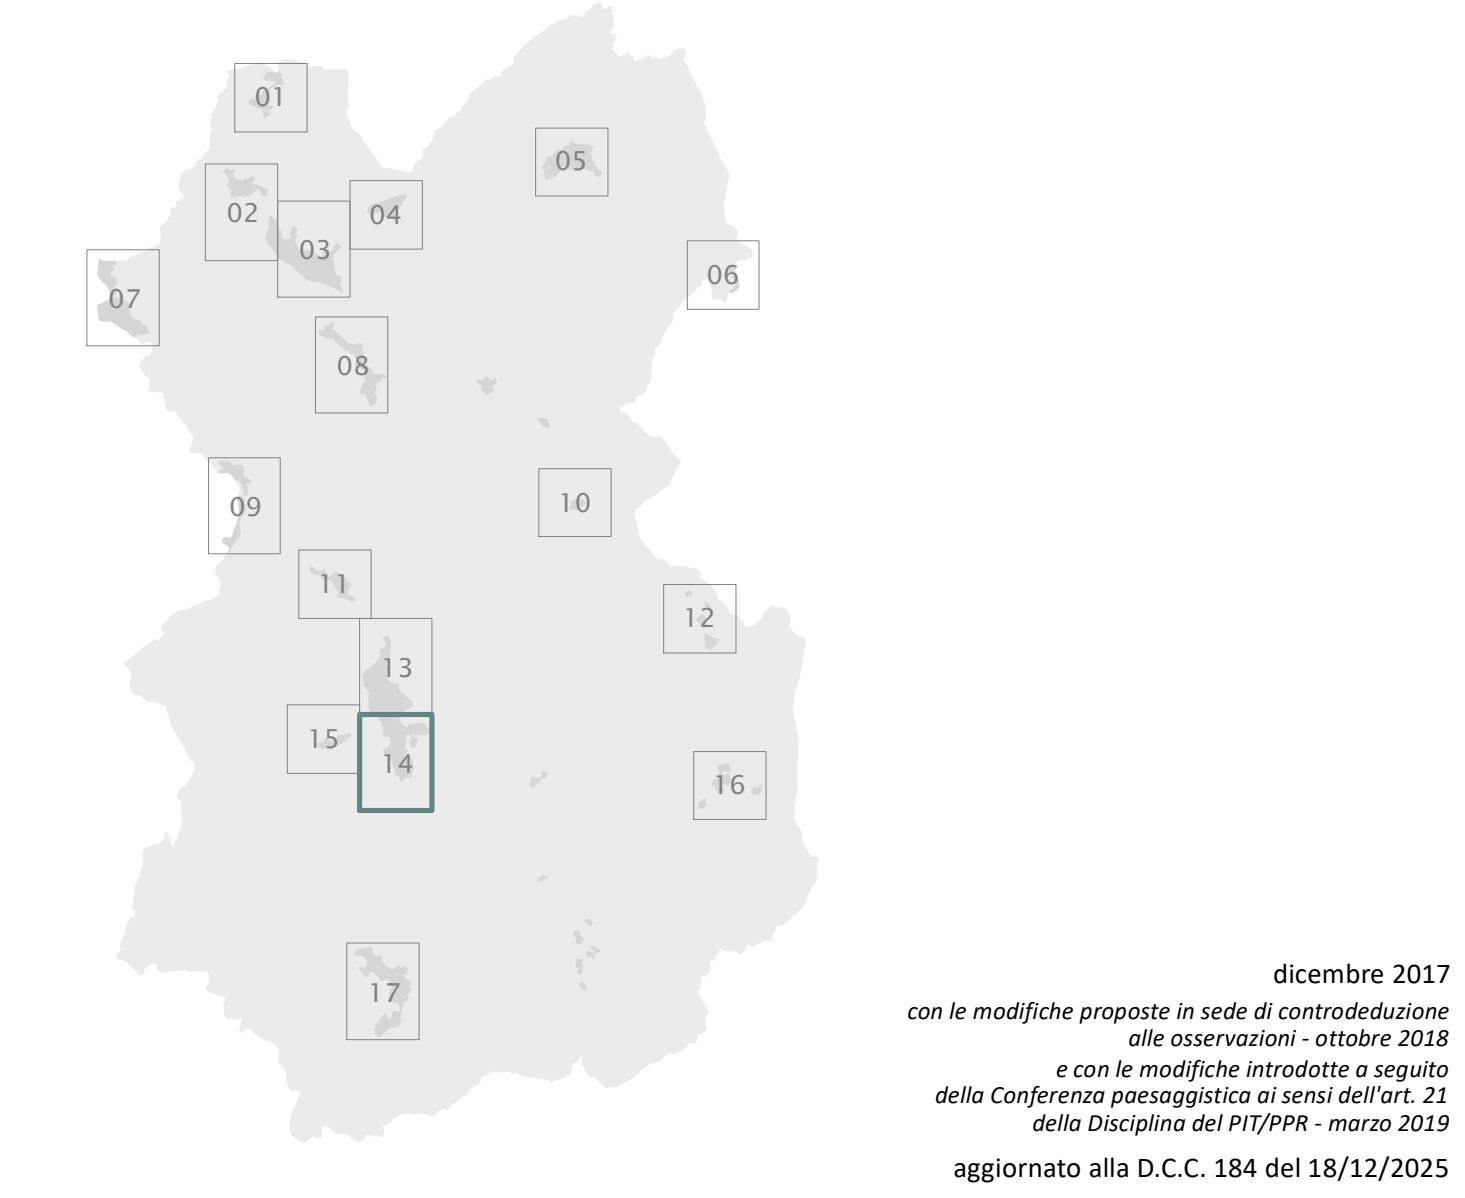 01
05
02
04
03
06
07
08
09
10
11
12
13
15
14
16
17
dicembre 2017
con le modifiche proposte in sede di controdeduzione
alle osservazioni - ottobre 2018
e con le modifiche introdotte a seguito
della Conferenza paesaggistica ai sensi dell'art. 21
della Disciplina del PIT/PPR - marzo 2019
aggiornato alla D.C.C. 184 del 18/12/2025